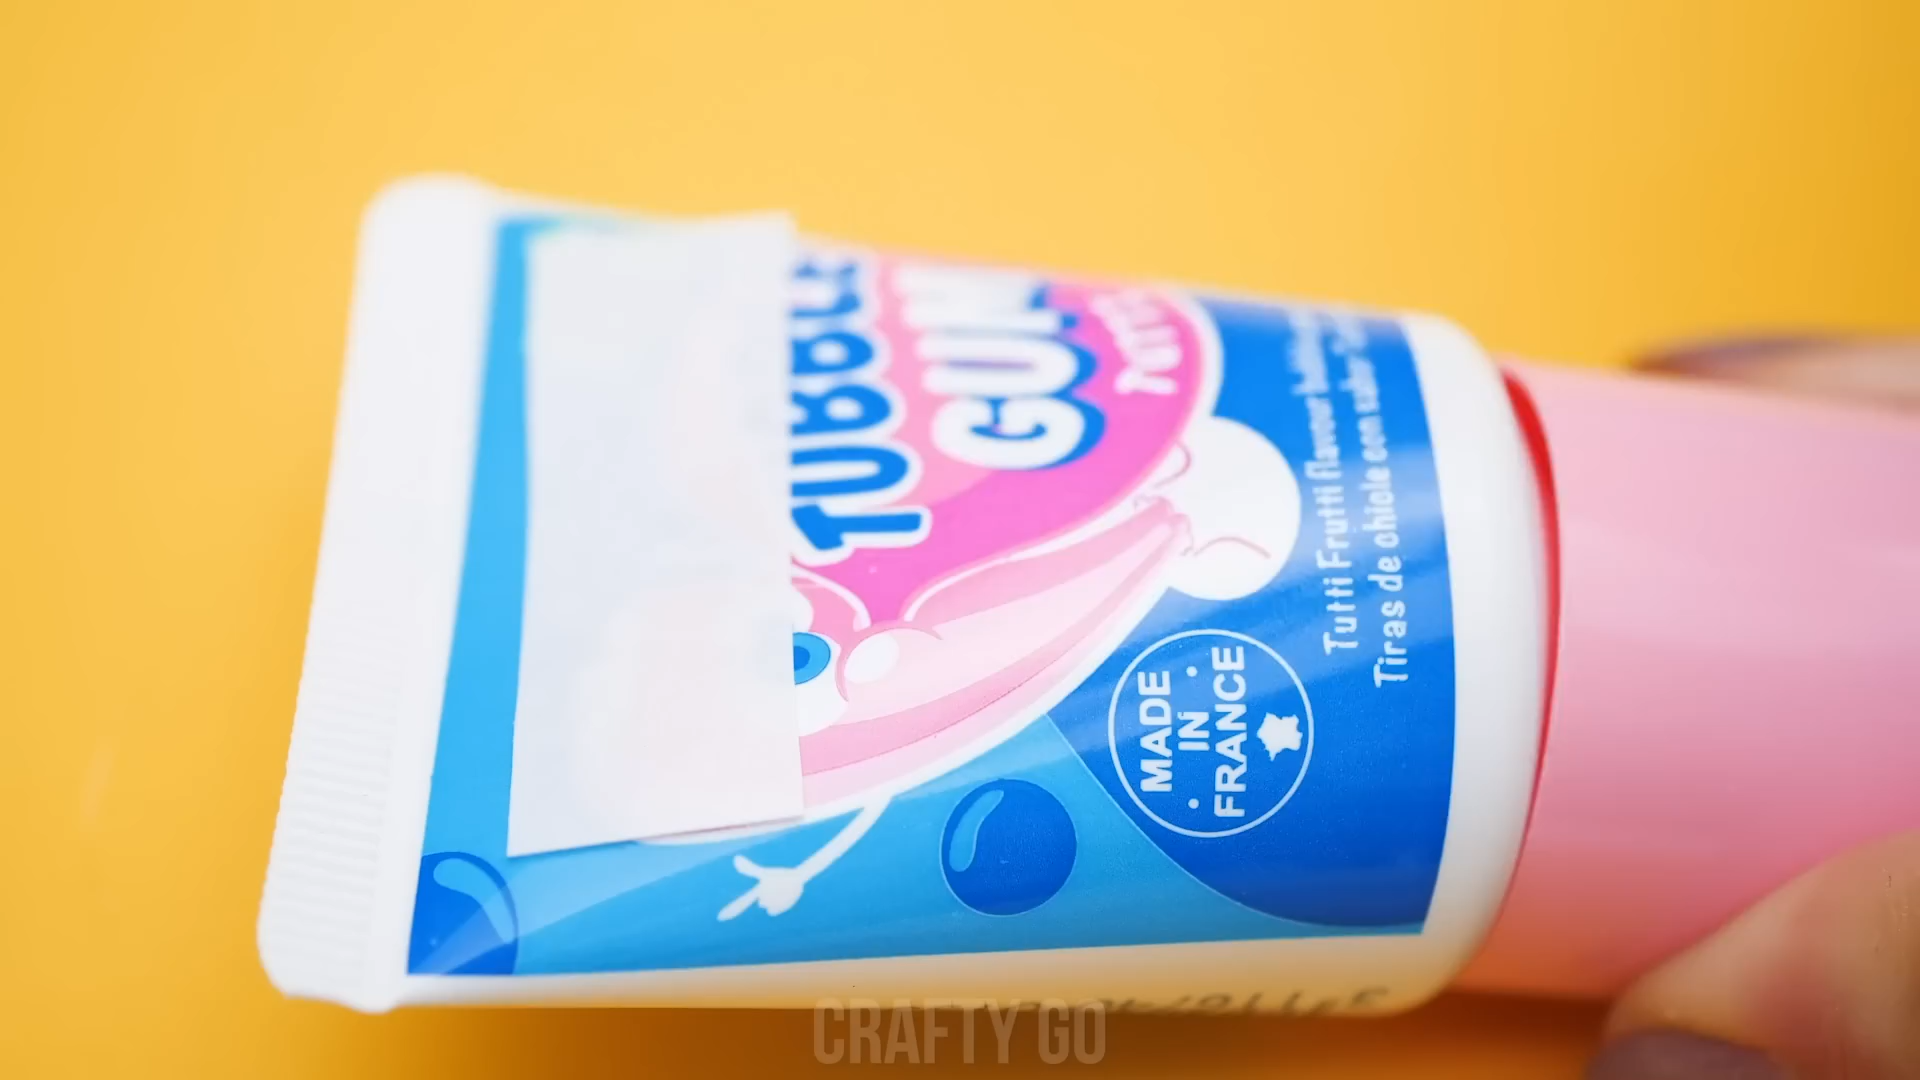 TUBBLE
GUM
Tutti Frutti flavour
Tiras de chicle con sabor
MADE
IN
FRANCE
CRAFTY GO